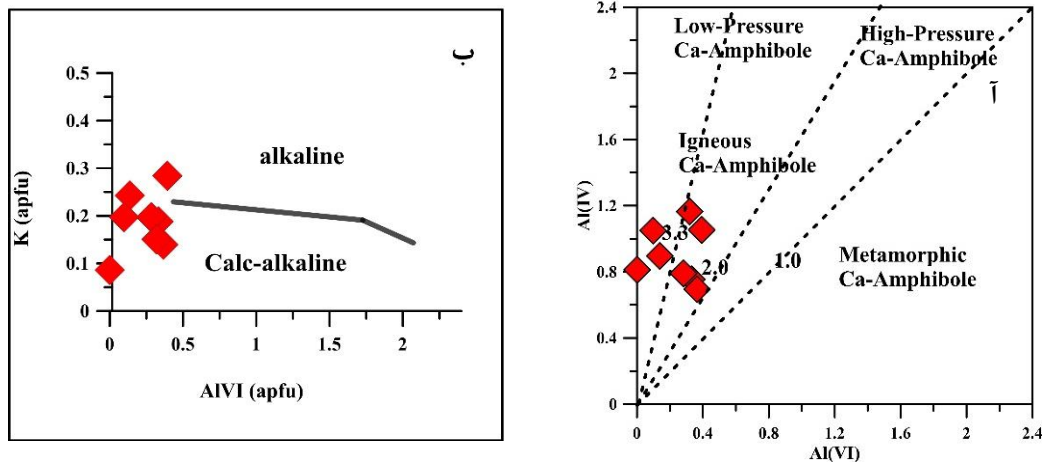 ب
0.5
0.4
0.3
0.2
0.1
0
K (apfu)
alkaline
Calc-alkaline
0
0.5
1
1.5
2
AlVI (apfu)
2.4
2
1.6
1.2
0.8
0.4
0
Al(IV)
Low-Pressure
Ca-Amphibole
High-Pressure
Ca-Amphibole
آ
Igneous
Ca-Amphibole
3.3
2.0
1.0
Metamorphic
Ca-Amphibole
0
0.4
0.8
1.2
1.6
2
2.4
Al(VI)